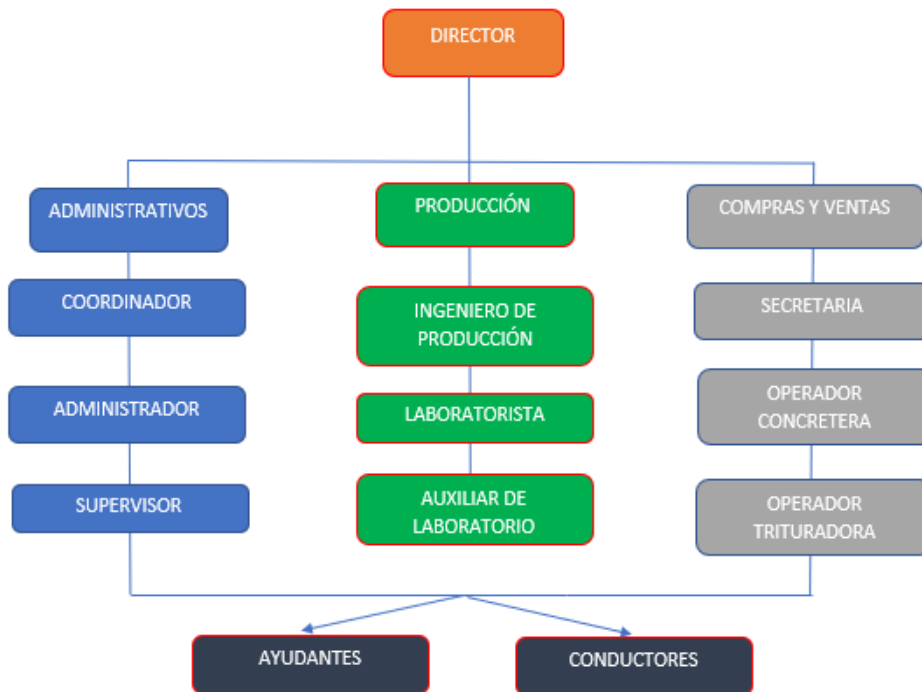 DIRECTOR
ADMINISTRATIVOS
PRODUCCIÓN
COMPRAS Y VENTAS
COORDINADOR
INGENIERO DE
PRODUCCIÓN
SECRETARIA
ADMINISTRADOR
LABORATORISTA
OPERADOR
CONCRETERA
SUPERVISOR
AUXILIAR DE
LABORATORIO
OPERADOR
TRITURADORA
AYUDANTES
CONDUCTORES